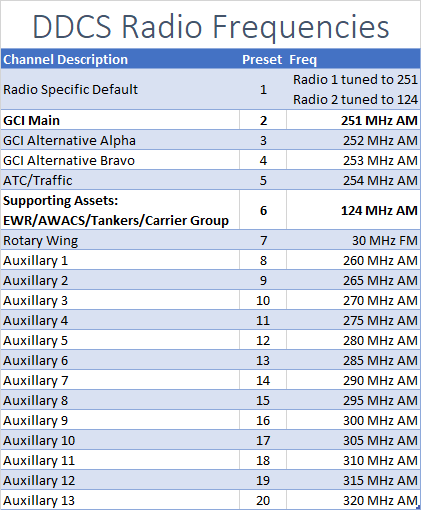 DDCS Radio Frequencies
Channel Description Preset Freq
Radio Specific Default 1 Radio 1 tuned to 251
Radio 2 tuned to 124
GCI Main 2 251 MHz AM
GCI Alternative Alpha 3 252 MHz AM
GCI Alternative Bravo 4 253 MHz AM
ATC/Traffic 5 254 MHz AM
Supporting Assets:
EWR/AWACS/Tankers/Carrier Group 6 124 MHz AM
Rotary Wing 7 30 MHz FM
Auxillary 1 8 260 MHz AM
Auxillary 2 9 265 MHz AM
Auxillary 3 10 270 MHz AM
Auxillary 4 11 275 MHz AM
Auxillary 5 12 280 MHz AM
Auxillary 6 13 285 MHz AM
Auxillary 7 14 290 MHz AM
Auxillary 8 15 295 MHz AM
Auxillary 9 16 300 MHz AM
Auxillary 10 17 305 MHz AM
Auxillary 11 18 310 MHz AM
Auxillary 12 19 315 MHz AM
Auxillary 13 20 320 MHz AM